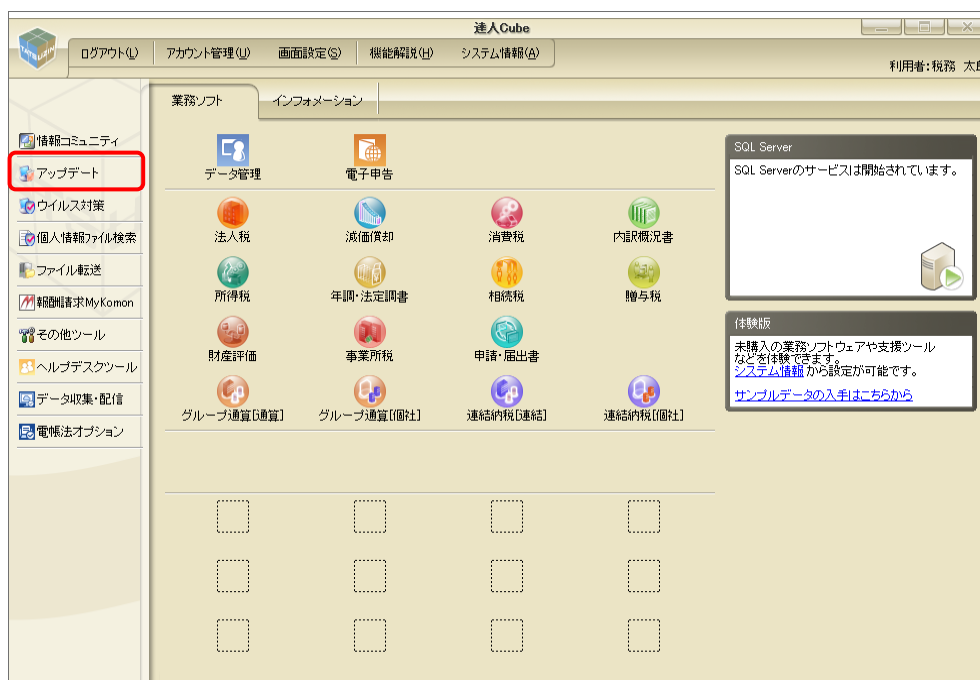 達人Cube
TATSUJIN
ログアウト(L)
アカウント管理(U)
画面設定(S)
機能解説(H)
システム情報(A)
利用者:税務 太
業務ソフト
インフォメーション
情報コミュニティ
アップデート
ウイルス対策
個人情報ファイル検索
ファイル転送
報酬請求MyKomon
その他ツール
ヘルプデスクツール
データ収集・配信
電帳法オプション
データ管理
電子申告
法人税
減価償却
消費税
内訳概況書
所得税
年調・法定調書
相続税
贈与税
財産評価
事業所税
申請・届出書
グループ通算[通算]
グループ通算[個社]
連結納税[連結]
連結納税[個社]
SQL Server
SQL Serverのサービスは開始されています。
体験版
未購入の業務ソフトウェアや支援ツール
などを体験できます。
システム情報 から設定が可能です。
サンプルデータの入手はこちらから